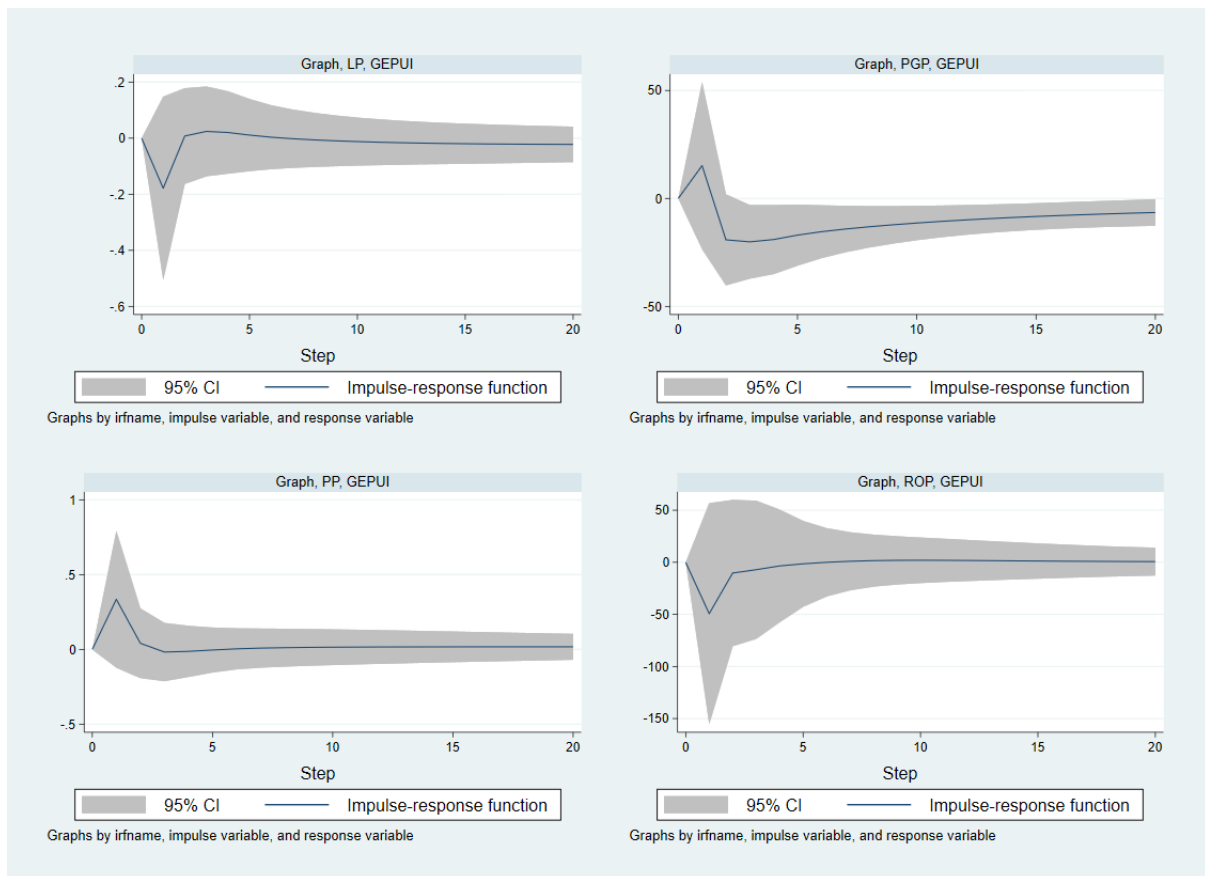 Graph, LP, GEPUI
.2
0
-.2
-.4
-.6
0 5 10 15 20
Step
95% CI Impulse-response function
Graphs by irfname, impulse variable, and response variable
Graph, PGP, GEPUI
50
0
-50
0 5 10 15 20
Step
95% CI Impulse-response function
Graphs by irfname, impulse variable, and response variable
Graph, PP, GEPUI
1
.5
0
-.5
0 5 10 15 20
Step
95% CI Impulse-response function
Graphs by irfname, impulse variable, and response variable
Graph, ROP, GEPUI
50
0
-50
-100
-150
0 5 10 15 20
Step
95% CI Impulse-response function
Graphs by irfname, impulse variable, and response variable